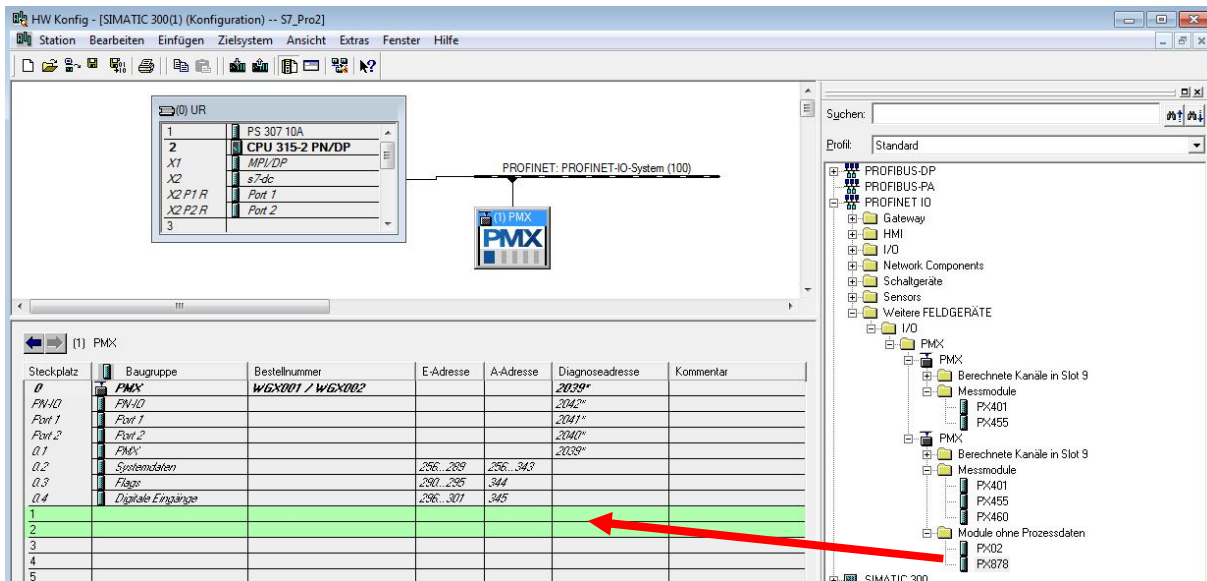 HW Konfig - [SIMATIC 300(1) (Konfiguration) -- S7_Pro2]
Station Bearbeiten Einfügen Zielsystem Ansicht Extras Fenster Hilfe
(0) UR
1 PS 307 10A
2 CPU 315-2 PN/DP
X1 MPI/DP
X2 s7-dc
X2 P1 R Port 1
X2 P2 R Port 2
3
PROFINET: PROFINET-IO-System (100)
(1) PMX
PMX
(1) PMX
Steckplatz Baugruppe Bestellnummer E-Adresse A-Adresse Diagnoseadresse Kommentar
0 PMX WGX001 / WGX002 2039*
PN-IO PN-IO 2042*
Port 1 Port 1 2041*
Port 2 Port 2 2040*
0.1 PMX 2039*
0.2 Systemdaten 256...289 256...343
0.3 Flags 290...295 344
0.4 Digitale Eingänge 296...301 345
1
2
3
4
5
Suchen:
Profil: Standard
PROFIBUS-DP
PROFIBUS-PA
PROFINET IO
Gateway
HMI
I/O
Network Components
Schaltgeräte
Sensors
Weitere FELDGERÄTE
I/O
PMX
PMX
Berechnete Kanäle in Slot 9
Messmodule
PX401
PX455
PMX
Berechnete Kanäle in Slot 9
Messmodule
PX401
PX455
PX460
Module ohne Prozessdaten
PX02
PX878
SIMATIC 300